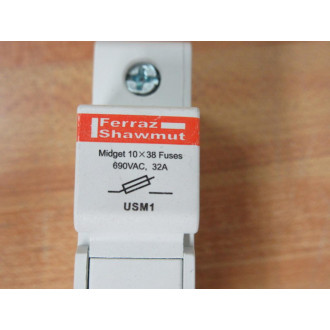 Ferraz
Shawmut
Midget 10×38 Fuses
690VAC, 32A
USM1